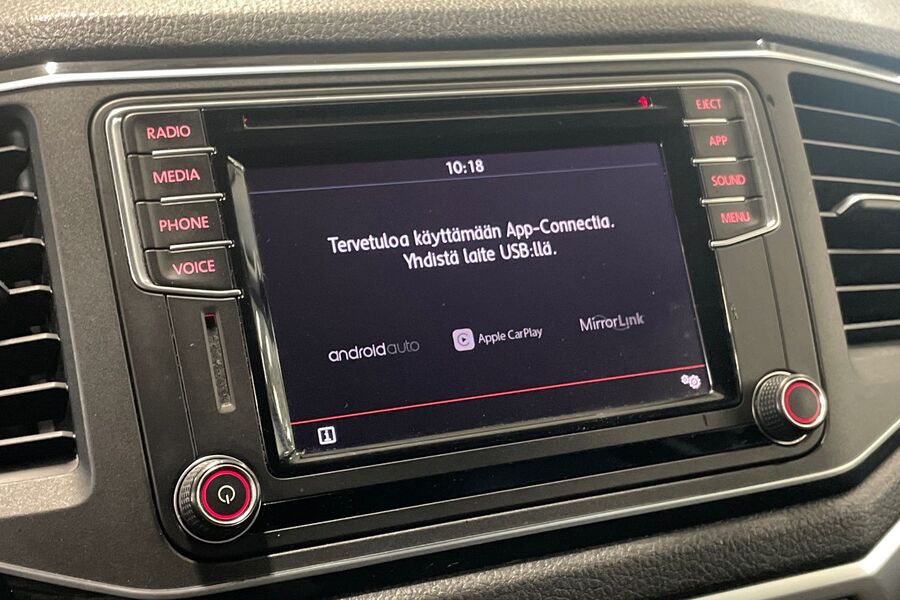 RADIO
MEDIA
PHONE
VOICE
EJECT
APP
SOUND
MENU
10:18
Tervetuloa käyttämään App-Connectia.
Yhdistä laite USB:llä.
androidauto
Apple CarPlay
MirrorLink